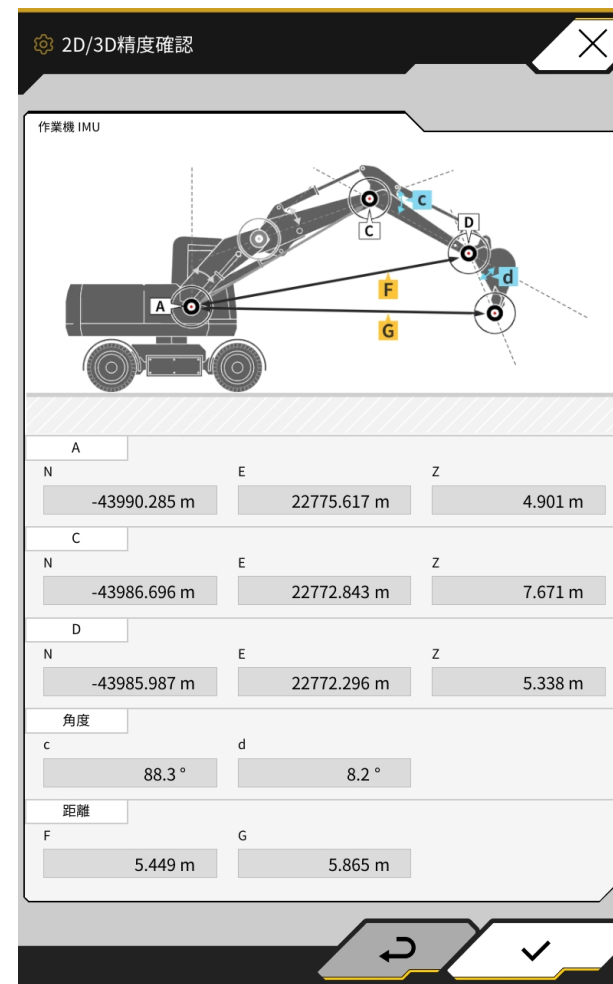 2D/3D精度確認
作業機 IMU
c
C
D
d
F
A
G
A
N E Z
-43990.285 m 22775.617 m 4.901 m
C
N E Z
-43986.696 m 22772.843 m 7.671 m
D
N E Z
-43985.987 m 22772.296 m 5.338 m
角度
c d
88.3 ° 8.2 °
距離
F G
5.449 m 5.865 m